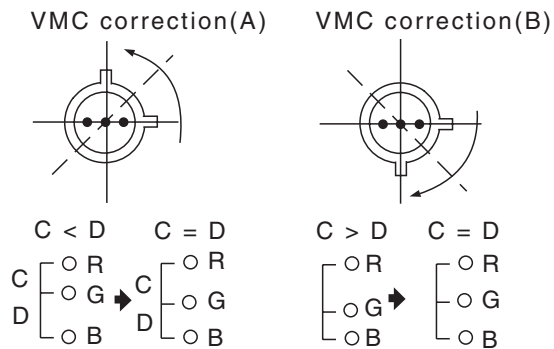 VMC correction(A)
VMC correction(B)
C < D
C = D
C > D
C = D
R
G
B
C
D
R
G
B
C
D
R
G
B
R
G
B